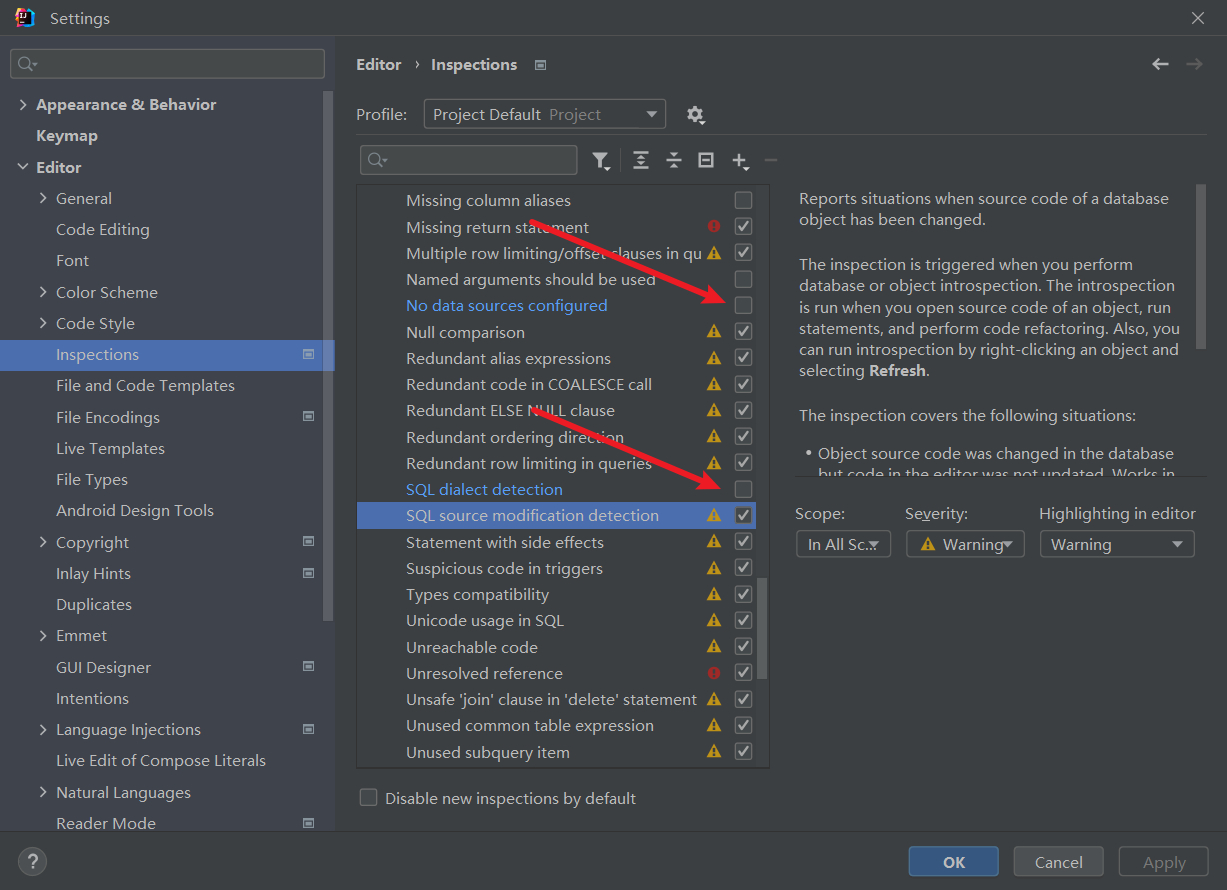 Settings
Appearance & Behavior
Keymap
Editor
General
Code Editing
Font
Color Scheme
Code Style
Inspections
File and Code Templates
File Encodings
Live Templates
File Types
Android Design Tools
Copyright
Inlay Hints
Duplicates
Emmet
GUI Designer
Intentions
Language Injections
Live Edit of Compose Literals
Natural Languages
Reader Mode
Editor › Inspections
Profile: Project Default Project
Missing column aliases
Missing return statement
Multiple row limiting/offset clauses in qu
Named arguments should be used
No data sources configured
Null comparison
Redundant alias expressions
Redundant code in COALESCE call
Redundant ELSE NULL clause
Redundant ordering direction
Redundant row limiting in queries
SQL dialect detection
SQL source modification detection
Statement with side effects
Suspicious code in triggers
Types compatibility
Unicode usage in SQL
Unreachable code
Unresolved reference
Unsafe 'join' clause in 'delete' statement
Unused common table expression
Unused subquery item
Disable new inspections by default
Reports situations when source code of a database
object has been changed.
The inspection is triggered when you perform
database or object introspection. The introspection
is run when you open source code of an object, run
statements, and perform code refactoring. Also, you
can run introspection by right-clicking an object and
selecting Refresh.
The inspection covers the following situations:
• Object source code was changed in the database
but code in the editor was not updated. Works in
Scope: Severity: Highlighting in editor
In All Sc... Warning Warning
? OK Cancel Apply